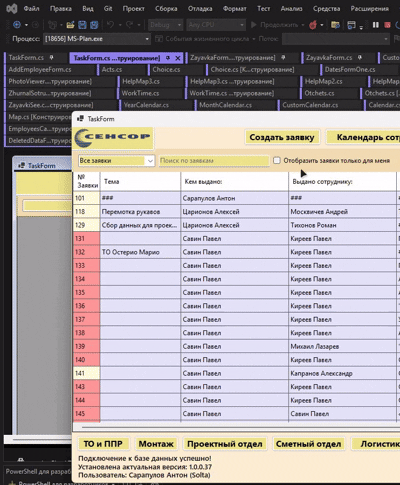 Файл Правка Вид Git Проект Сборка Отладка Формат Тест Анализ Средства
Debug Any CPU Продолжить
Процесс: [18656] MS-Plan.exe События жизненного цикла Поток:
TaskForm.cs TaskForm.cs ...труирование] ZayavkaForm....труирование] ZayavkaForm.cs Custo
AddEmployeeForm.cs Acts.cs Choice.cs Choice.cs [К...струирование] DatesFormOne.cs
PhotoViewer....труирование] HelpMap3.cs HelpMap3.cs ...струирование] HelpMap2.cs HelpMap2
ZhurnalSotru...труирование] WorkTime.cs WorkTime.cs ...труирование] Otchets.cs Otchets.cs [
ZayavkiSee.c...струирование] YearCalendar.cs MonthCalendar.cs CustomCalendar.cs Calendar.c
Map.cs [Конструирование]
EmployeesCa...
DeletedDataF...
TaskForm
TaskForm
СЕНСОР
Создать заявку Календарь сот
Все заявки Поиск по заявкам Отобразить заявки только для меня
№ Заявки Тема Кем выдано: Выдано сотруднику:
101 ### Сарапулов Антон ###
118 Перемотка рукавов Царионов Алексей Москвичев Андрей
129 Сбор данных для проек... Царионов Алексей Тихонов Роман
131 Савин Павел Киреев Павел
132 ТО Остерио Марио Савин Павел Киреев Павел
133 Савин Павел Киреев Павел
134 Савин Павел Киреев Павел
135 Савин Павел Киреев Павел
136 Савин Павел Киреев Павел
137 Савин Павел Киреев Павел
138 Савин Павел Киреев Павел
139 Савин Павел Михаил Лазарев
140 Савин Павел Киреев Павел
141 Савин Павел Капранов Александр
143 Савин Павел Киреев Павел
144 Савин Павел Киреев Павел
145 Савин Павел Савин Павел
ТО и ППР Монтаж Проектный отдел Сметный отдел Логистик
Подключение к базе данных успешно!
Установлена актуальная версия: 1.0.0.37
Пользователь: Сарапулов Антон (Solta)
PowerShell для разраб